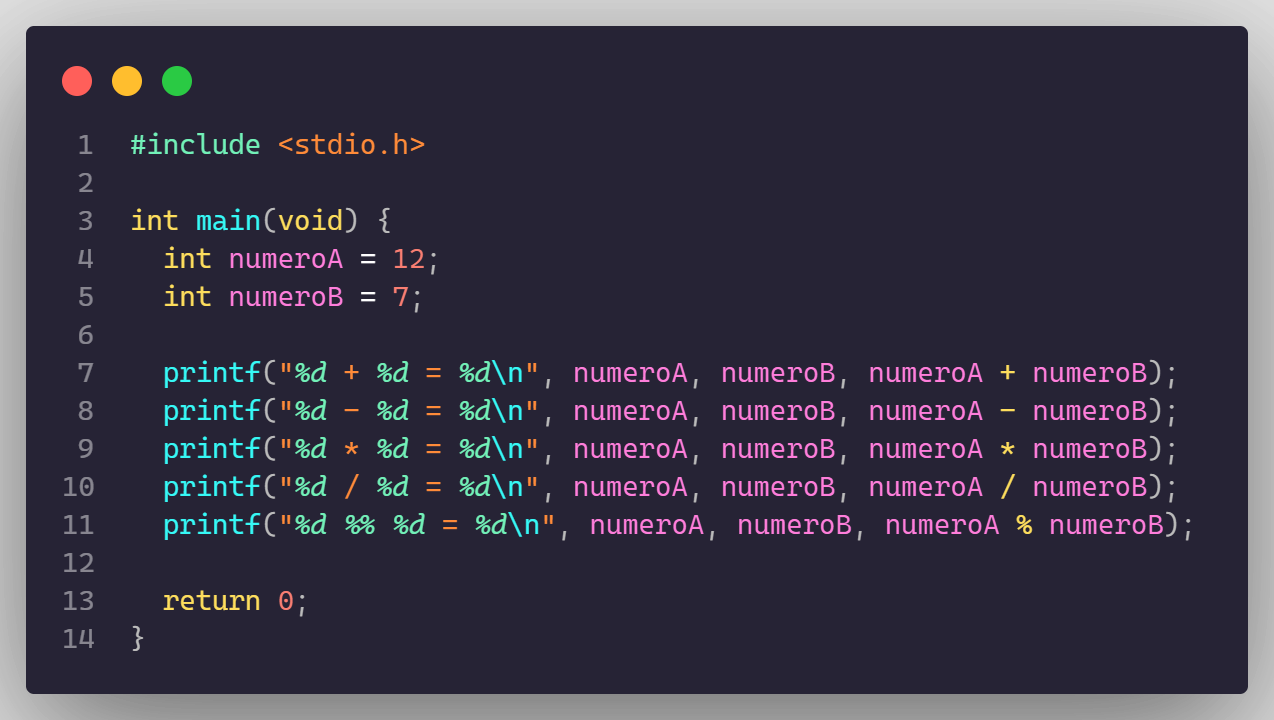 1 #include <stdio.h>
2
3 int main(void) {
4   int numeroA = 12;
5   int numeroB = 7;
6
7   printf("%d + %d = %d\n", numeroA, numeroB, numeroA + numeroB);
8   printf("%d - %d = %d\n", numeroA, numeroB, numeroA - numeroB);
9   printf("%d * %d = %d\n", numeroA, numeroB, numeroA * numeroB);
10   printf("%d / %d = %d\n", numeroA, numeroB, numeroA / numeroB);
11   printf("%d %% %d = %d\n", numeroA, numeroB, numeroA % numeroB);
12
13   return 0;
14 }